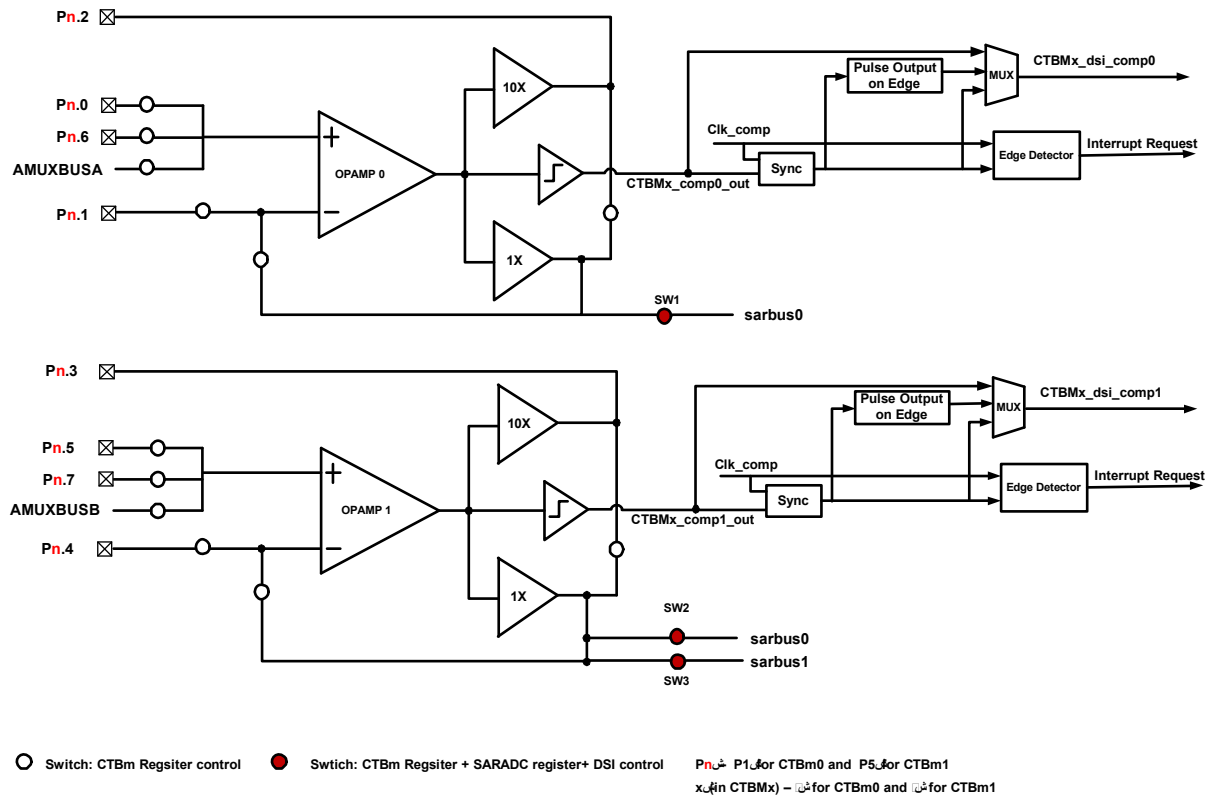 Pn.2
Pn.0
Pn.6
AMUXBUSA
Pn.1
OPAMP 0
10X
1X
CTBMx_comp0_out
Clk_comp
Sync
Pulse Output
on Edge
MUX
CTBMx_dsi_comp0
Edge Detector
Interrupt Request
SW1
sarbus0
Pn.3
Pn.5
Pn.7
AMUXBUSB
Pn.4
OPAMP 1
10X
1X
CTBMx_comp1_out
Clk_comp
Sync
Pulse Output
on Edge
MUX
CTBMx_dsi_comp1
Edge Detector
Interrupt Request
SW2
sarbus0
sarbus1
SW3
Switch: CTBm Regsiter control
Swtich: CTBm Regsiter + SARADC register+ DSI control
Pn P1 for CTBm0 and P5 for CTBm1
x (in CTBMx) – for CTBm0 and for CTBm1